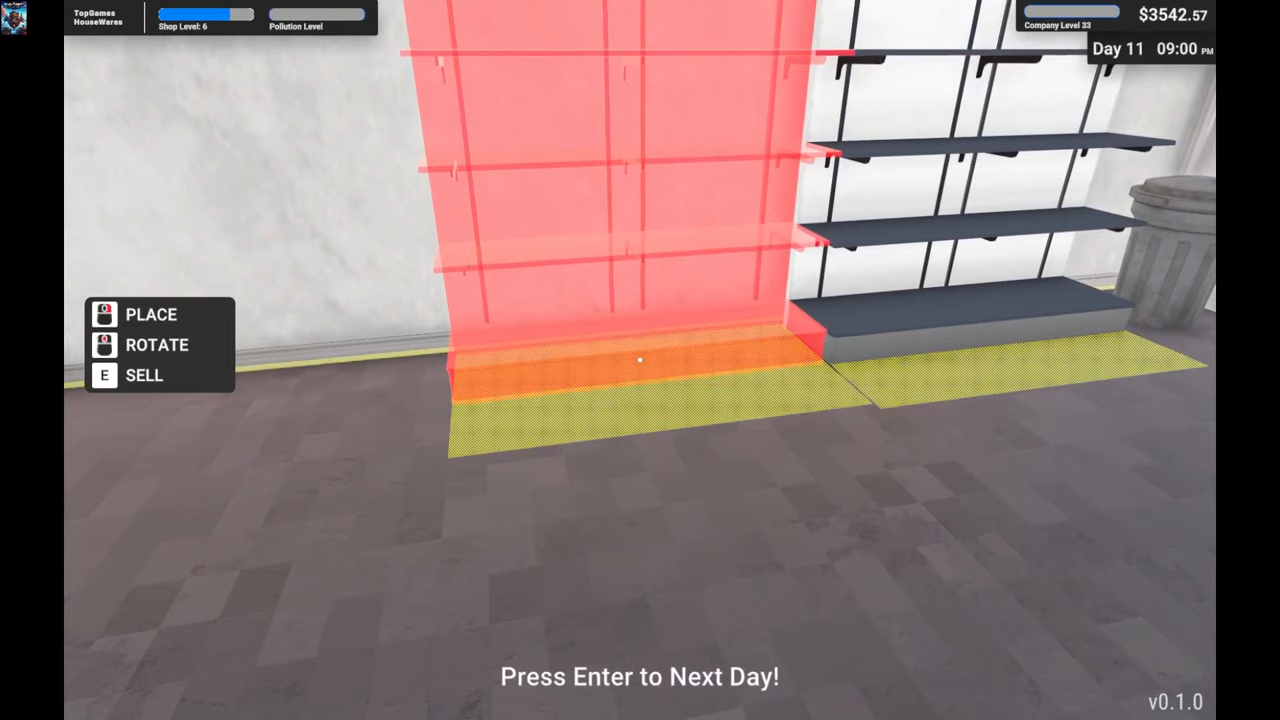 TopGames
HouseWares
Shop Level: 6
Pollution Level
Company Level 33
$3542.57
Day 11 09:00 PM
PLACE
ROTATE
E SELL
Press Enter to Next Day!
v0.1.0